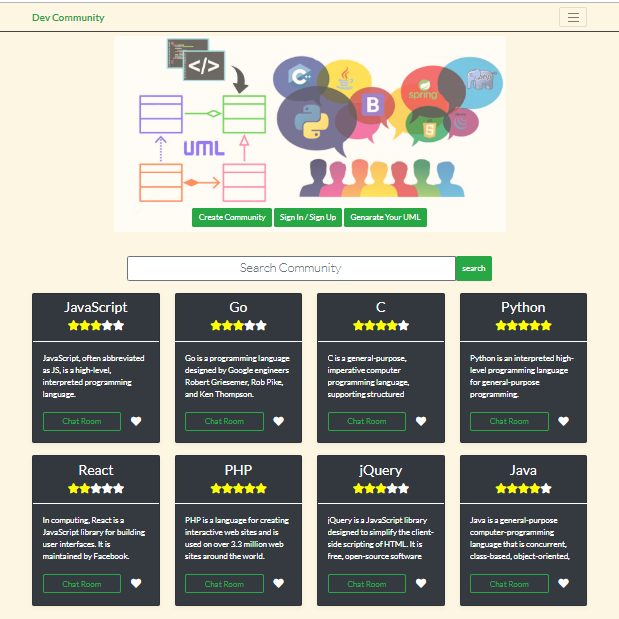 Dev Community
</>
UML
C++
Java
python
B
spring
php
5
Create Community
Sign In / Sign Up
Genarate Your UML
Search Community
search
JavaScript
JavaScript, often abbreviated
as JS, is a high-level,
interpreted programming
language.
Chat Room
Go
Go is a programming language
designed by Google engineers
Robert Griesemer, Rob Pike,
and Ken Thompson.
Chat Room
C
C is a general-purpose,
imperative computer
programming language,
supporting structured
Chat Room
Python
Python is an interpreted high-
level programming language
for general-purpose
programming.
Chat Room
React
In computing, React is a
JavaScript library for building
user interfaces. It is
maintained by Facebook.
Chat Room
PHP
PHP is a language for creating
interactive web sites and is
used on over 3.3 million web
sites around the world.
Chat Room
jQuery
jQuery is a JavaScript library
designed to simplify the client-
side scripting of HTML. It is
free, open-source software
Chat Room
Java
Java is a general-purpose
computer-programming
language that is concurrent,
class-based, object-oriented,
Chat Room